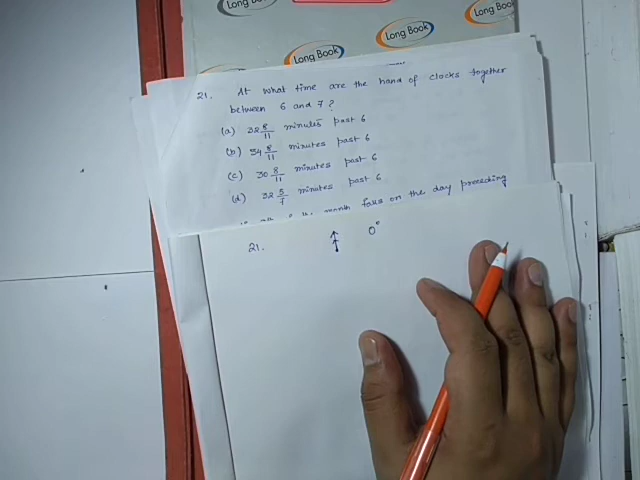 Long Book
Long Book
Long Book
Long Book
21. At what time are the hand of clocks together
between 6 and 7?
(a) 32 8/11 minutes past 6
(b) 34 8/11 minutes past 6
(c) 30 8/11 minutes past 6
(d) 32 5/7 minutes past 6
month falls on the day preceding
21. 0°